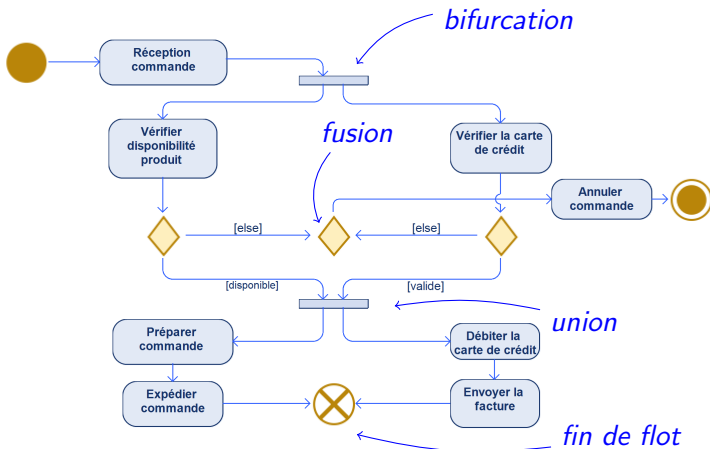 bifurcation
Réception
commande
fusion
Vérifier
disponibilité
produit
Vérifier la carte
de crédit
Annuler
commande
[else]
[else]
[disponible]
[valide]
union
Préparer
commande
Débiter la
carte de crédit
Expédier
commande
Envoyer la
facture
fin de flot